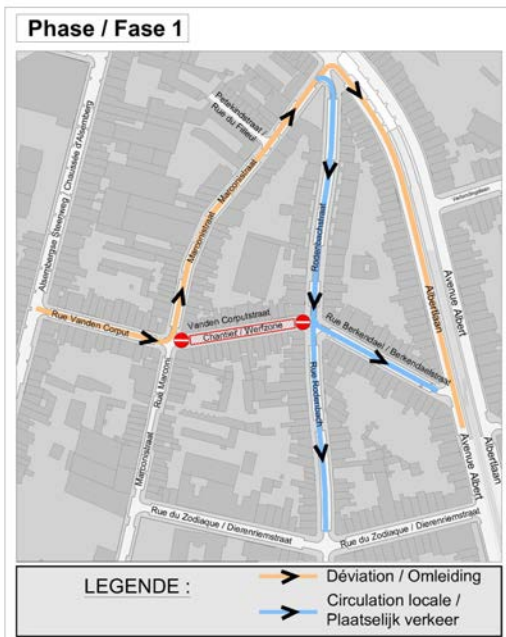 Phase / Fase 1
Alsembergse Steenweg / Chaussée d'Alsemberg
Petekindstraat /
Rue du Filleul
Marconistraat
Marconistraat
Rodenbachstraat
Albertlaan
Avenue Albert
Rue Vanden Corput
Vanden Corputstraat
Chantier / Werfzone
Rue Berkendael / Berkendaelstraat
Rue Marconi
Rue Rodenbach
Marconistraat
Avenue Albert
Albertlaan
Rue du Zodiaque / Dierenriemstraat
Rue du Zodiaque / Dierenriemstraat
LEGENDE :
Déviation / Omleiding
Circulation locale /
Plaatselijk verkeer